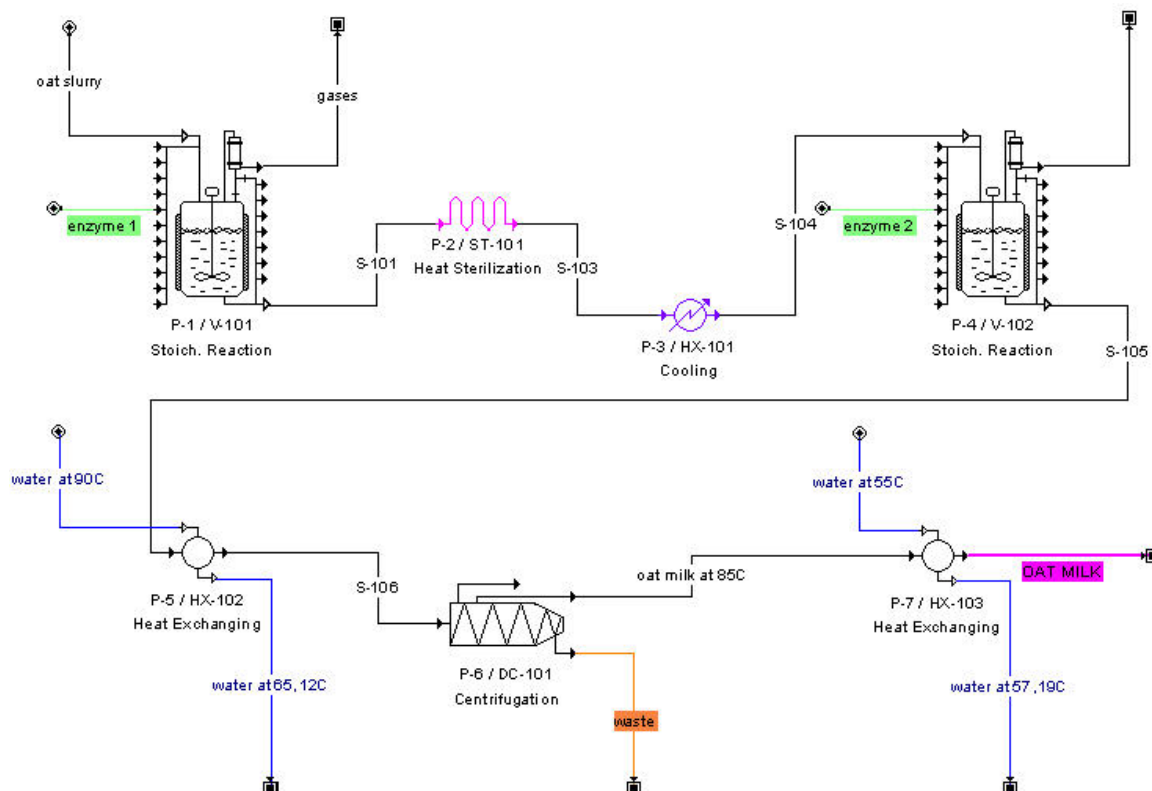 oat slurry
gases
enzyme 1
P-1 / V-101
Stoich. Reaction
S-101
P-2 / ST-101
Heat Sterilization
S-103
P-3 / HX-101
Cooling
S-104
enzyme 2
P-4 / V-102
Stoich. Reaction
S-105
water at 90C
P-5 / HX-102
Heat Exchanging
water at 65,12C
S-106
P-6 / DC-101
Centrifugation
waste
oat milk at 85C
water at 55C
OAT MILK
P-7 / HX-103
Heat Exchanging
water at 57,19C